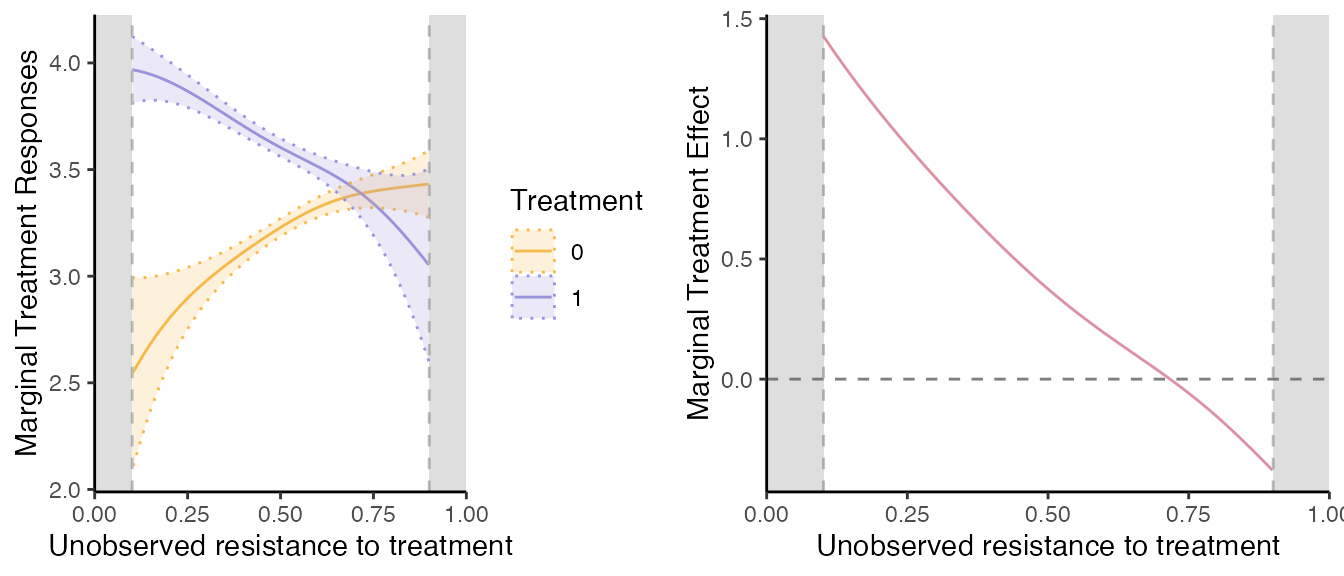 Marginal Treatment Responses
4.0
3.5
3.0
2.5
2.0
0.00 0.25 0.50 0.75 1.00
Unobserved resistance to treatment
Treatment
0
1
Marginal Treatment Effect
1.5
1.0
0.5
0.0
0.00 0.25 0.50 0.75 1.00
Unobserved resistance to treatment